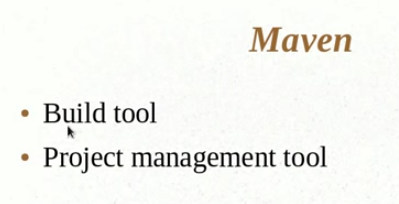 Maven
• Build tool
• Project management tool